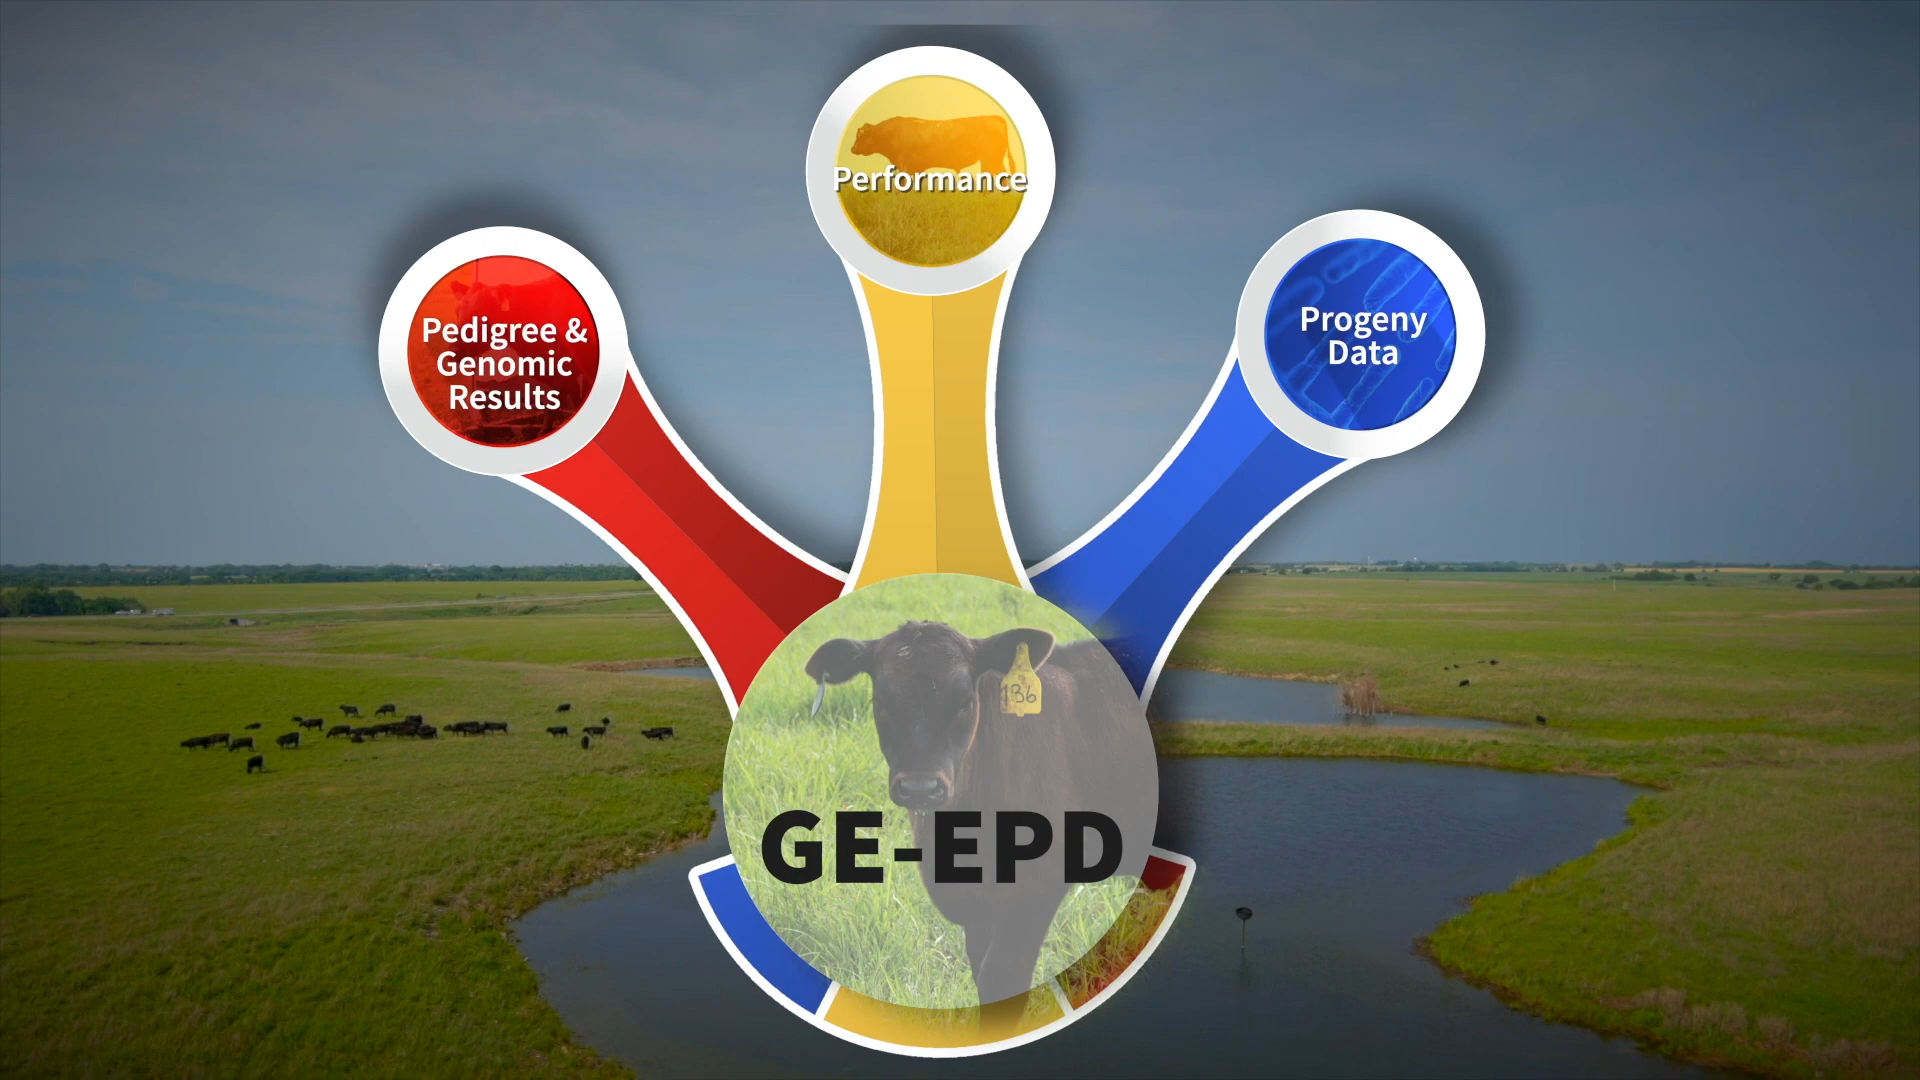 Performance
Pedigree &
Genomic
Results
Progeny
Data
136
GE-EPD